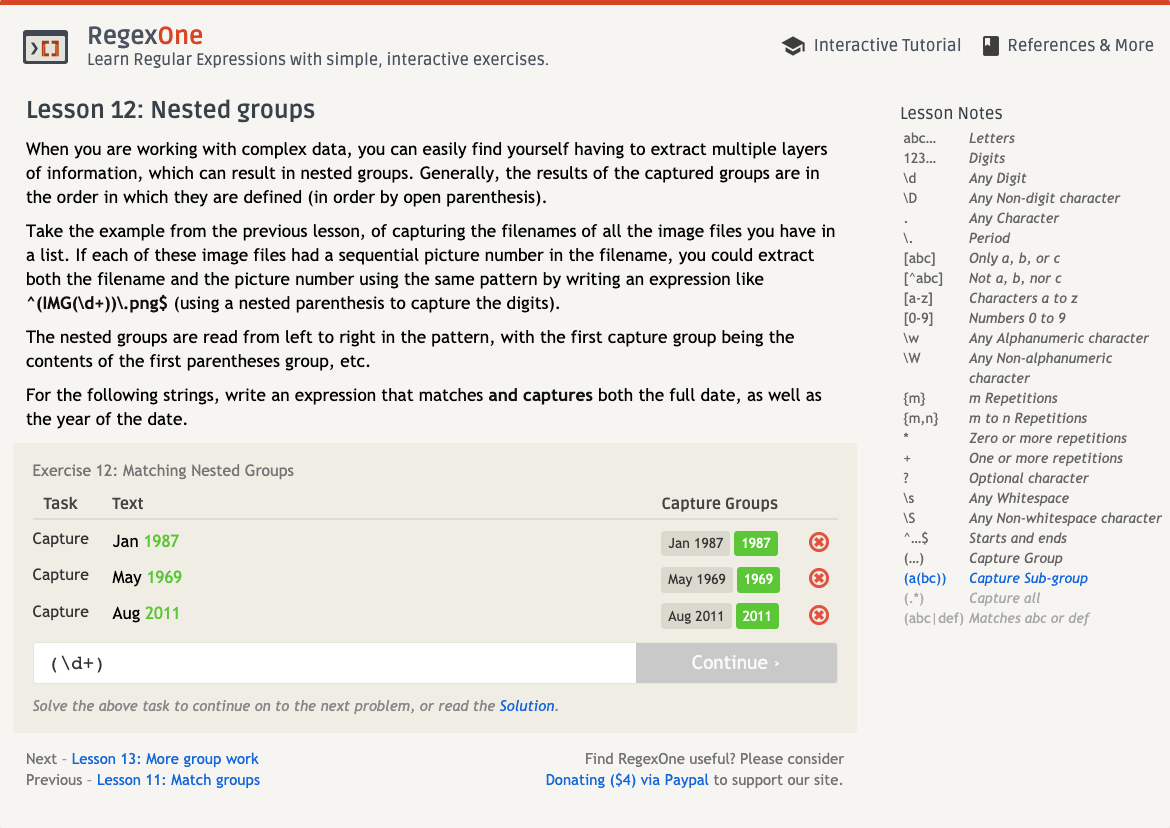 RegexOne
Learn Regular Expressions with simple, interactive exercises.
Interactive Tutorial
References & More
Lesson 12: Nested groups
When you are working with complex data, you can easily find yourself having to extract multiple layers
of information, which can result in nested groups. Generally, the results of the captured groups are in
the order in which they are defined (in order by open parenthesis).
Take the example from the previous lesson, of capturing the filenames of all the image files you have in
a list. If each of these image files had a sequential picture number in the filename, you could extract
both the filename and the picture number using the same pattern by writing an expression like
^(IMG(\d+))\.png$ (using a nested parenthesis to capture the digits).
The nested groups are read from left to right in the pattern, with the first capture group being the
contents of the first parentheses group, etc.
For the following strings, write an expression that matches and captures both the full date, as well as
the year of the date.
Exercise 12: Matching Nested Groups
Task Text Capture Groups
Capture Jan 1987 Jan 1987 1987
Capture May 1969 May 1969 1969
Capture Aug 2011 Aug 2011 2011
(\d+)
Continue ›
Solve the above task to continue on to the next problem, or read the Solution.
Next – Lesson 13: More group work
Previous – Lesson 11: Match groups
Find RegexOne useful? Please consider
Donating ($4) via Paypal to support our site.
Lesson Notes
abc… Letters
123… Digits
\d Any Digit
\D Any Non-digit character
. Any Character
\. Period
[abc] Only a, b, or c
[^abc] Not a, b, nor c
[a-z] Characters a to z
[0-9] Numbers 0 to 9
\w Any Alphanumeric character
\W Any Non-alphanumeric
character
{m} m Repetitions
{m,n} m to n Repetitions
* Zero or more repetitions
+ One or more repetitions
? Optional character
\s Any Whitespace
\S Any Non-whitespace character
^…$ Starts and ends
(…) Capture Group
(a(bc)) Capture Sub-group
(.*) Capture all
(abc|def) Matches abc or def